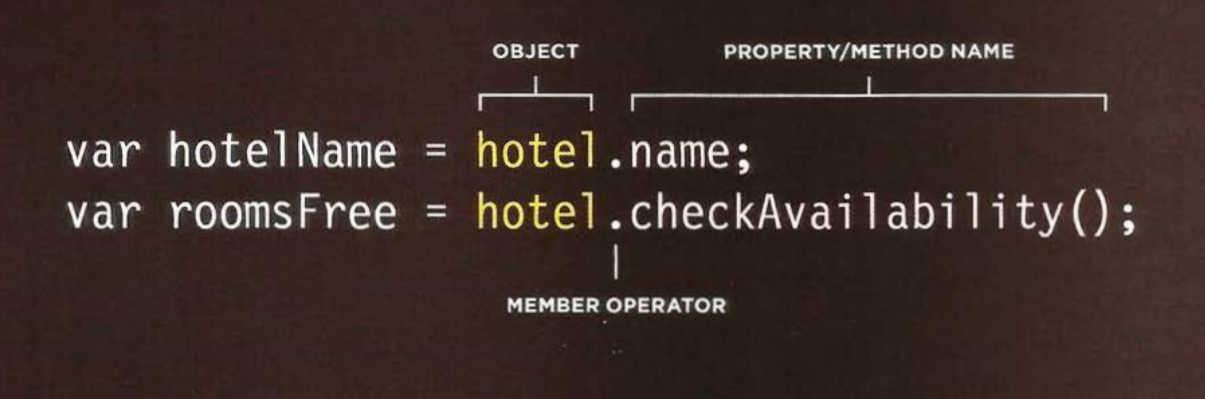 OBJECT PROPERTY/METHOD NAME
var hotelName = hotel.name;
var roomsFree = hotel.checkAvailability();
MEMBER OPERATOR